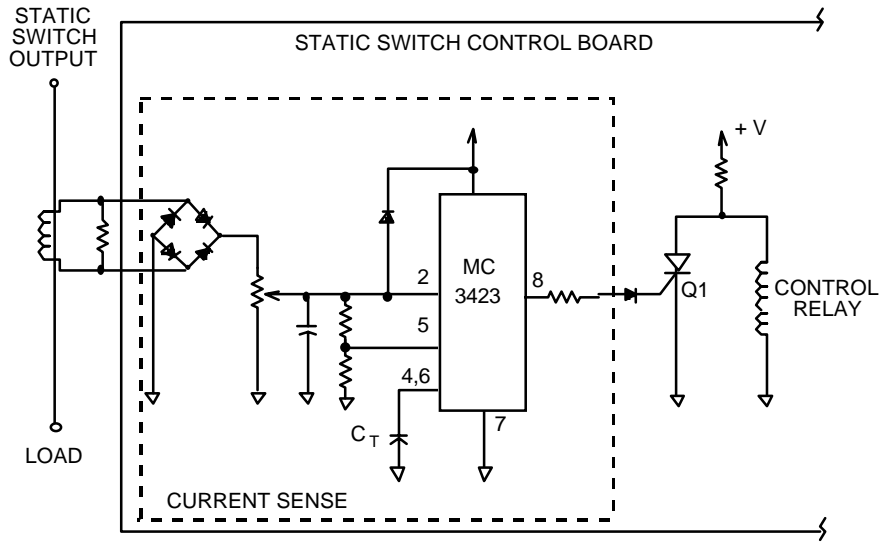 STATIC
SWITCH
OUTPUT
STATIC SWITCH CONTROL BOARD
+ V
2
MC
3423
8
Q1
CONTROL
RELAY
5
4,6
7
C T
LOAD
CURRENT SENSE